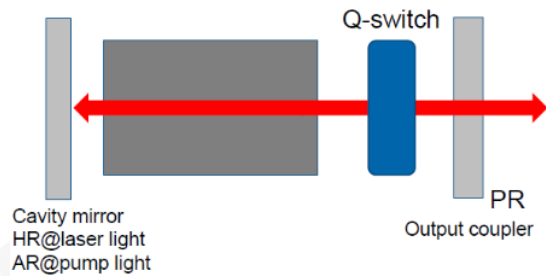 Q-switch
Cavity mirror
HR@laser light
AR@pump light
PR
Output coupler